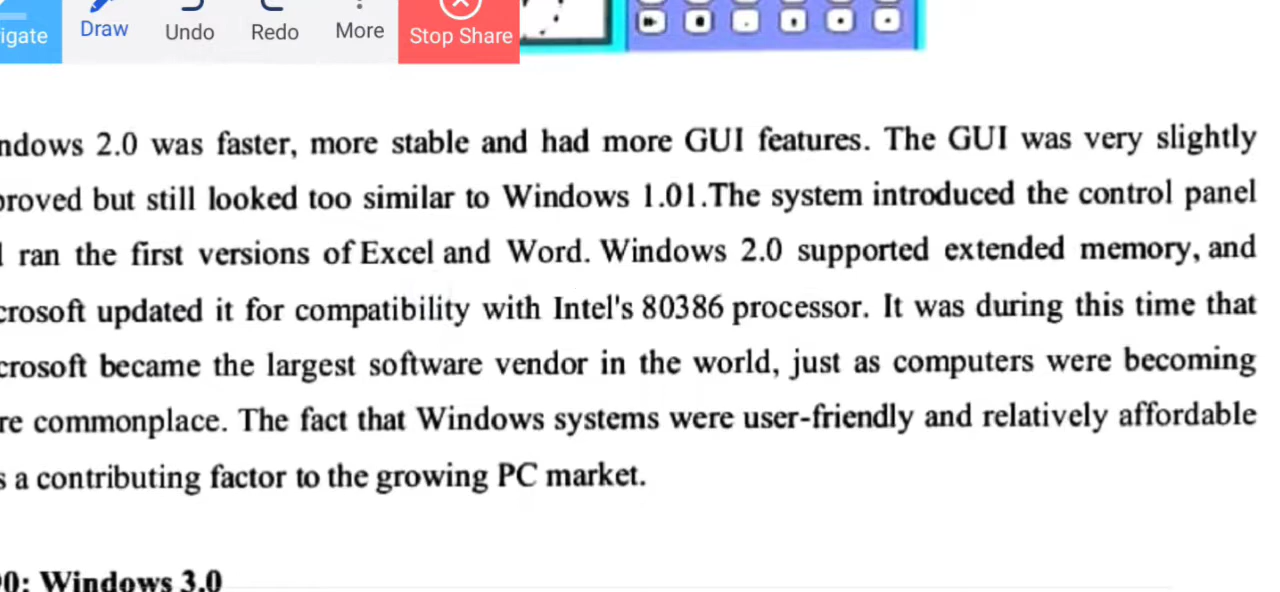 igate Draw Undo Redo More Stop Share
ndows 2.0 was faster, more stable and had more GUI features. The GUI was very slightly
proved but still looked too similar to Windows 1.01.The system introduced the control panel
ran the first versions of Excel and Word. Windows 2.0 supported extended memory, and
crosoft updated it for compatibility with Intel's 80386 processor. It was during this time that
crosoft became the largest software vendor in the world, just as computers were becoming
re commonplace. The fact that Windows systems were user-friendly and relatively affordable
s a contributing factor to the growing PC market.
0: Windows 3.0